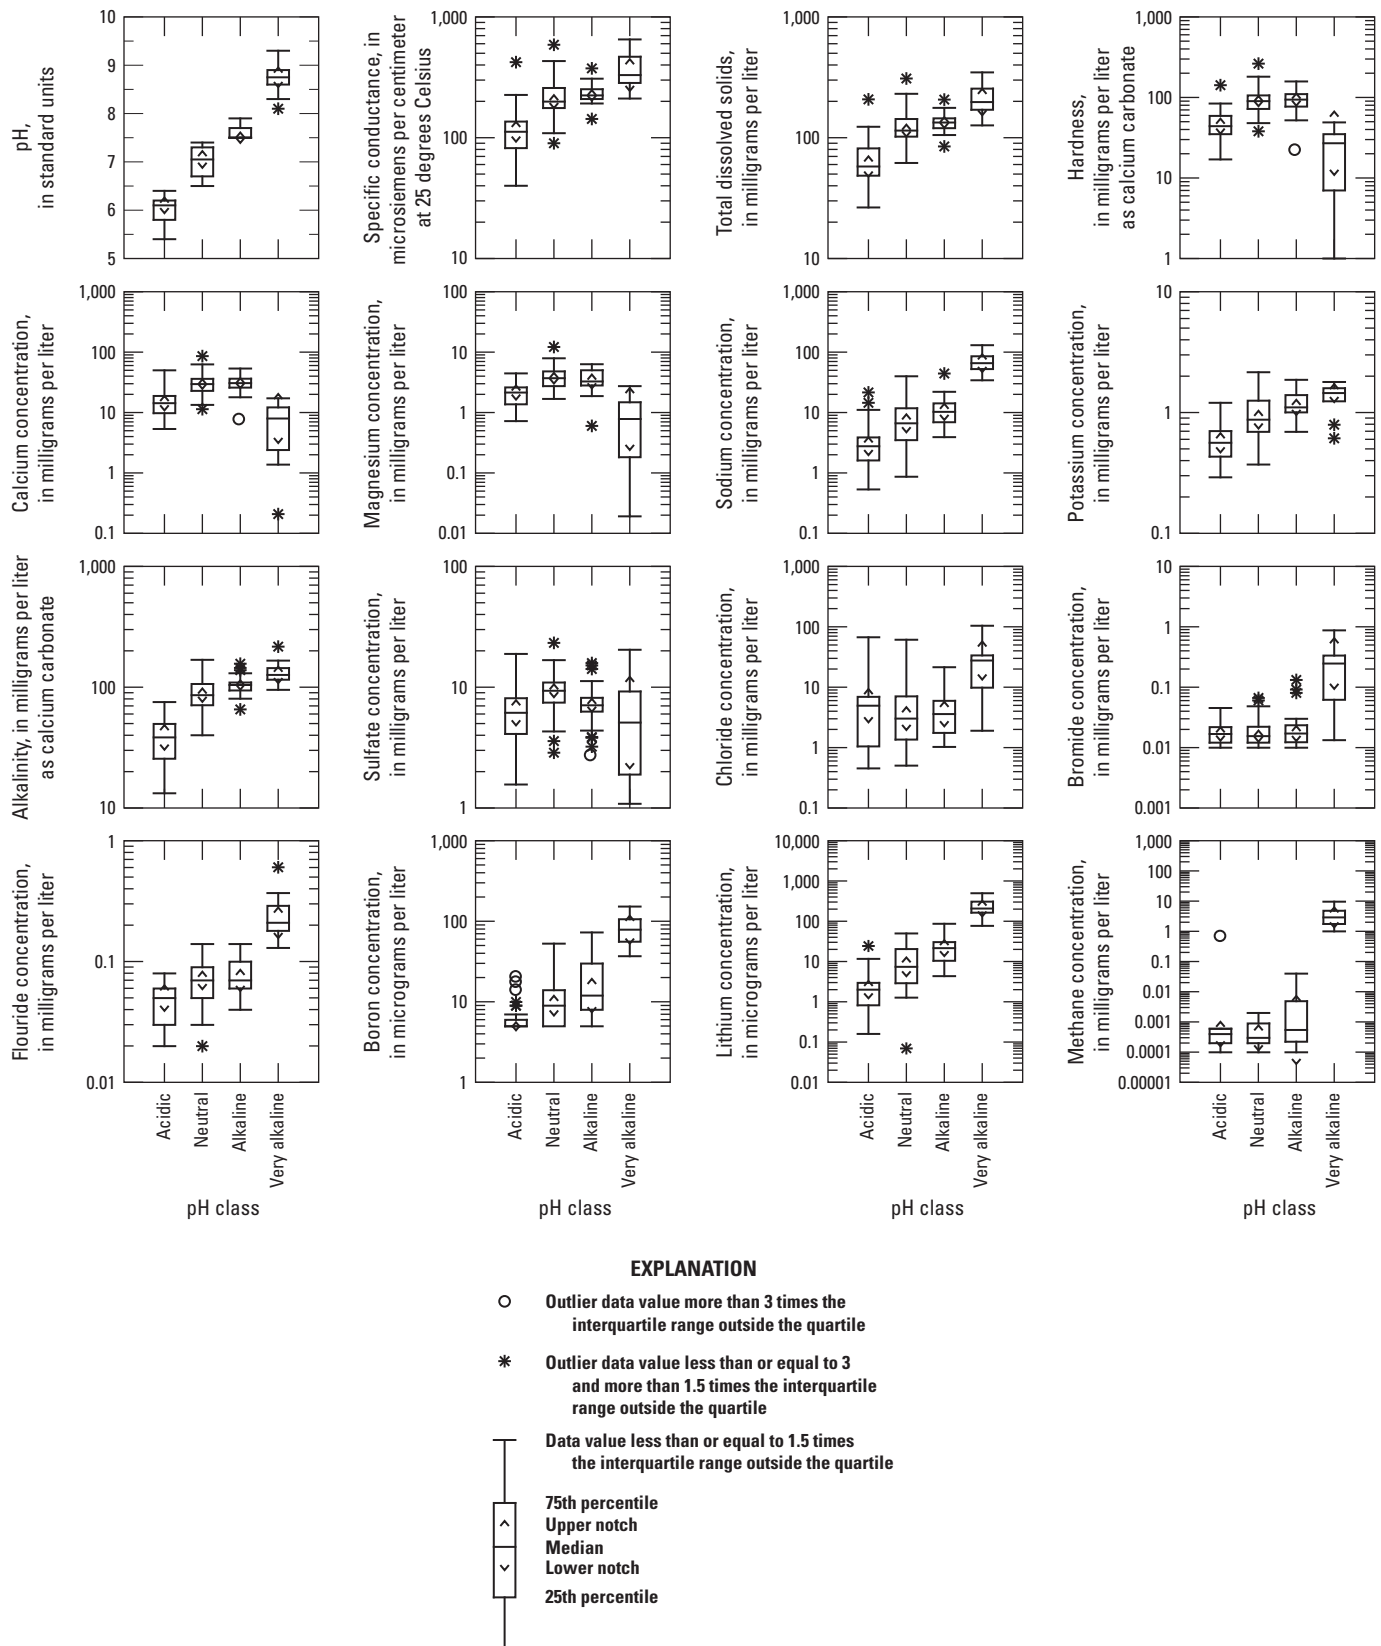 pH,
in standard units
10
9
8
7
6
5
Specific conductance, in
microsiemens per centimeter
at 25 degrees Celsius
1,000
100
10
Total dissolved solids,
in milligrams per liter
1,000
100
10
Hardness,
in milligrams per liter
as calcium carbonate
1,000
100
10
1
Calcium concentration,
in milligrams per liter
1,000
100
10
1
0.1
Magnesium concentration,
in milligrams per liter
100
10
1
0.1
0.01
Sodium concentration,
in milligrams per liter
1,000
100
10
1
0.1
Potassium concentration,
in milligrams per liter
10
1
0.1
Alkalinity, in milligrams per liter
as calcium carbonate
1,000
100
10
Sulfate concentration,
in milligrams per liter
100
10
1
Chloride concentration,
in milligrams per liter
1,000
100
10
1
0.1
Bromide concentration,
in milligrams per liter
10
1
0.1
0.01
0.001
Flouride concentration,
in milligrams per liter
1
0.1
0.01
Boron concentration,
in micrograms per liter
1,000
100
10
1
Lithium concentration,
in micrograms per liter
10,000
1,000
100
10
1
0.1
0.01
Methane concentration,
in milligrams per liter
1,000
100
10
1
0.1
0.01
0.001
0.0001
0.00001
Acidic
Neutral
Alkaline
Very alkaline
Acidic
Neutral
Alkaline
Very alkaline
Acidic
Neutral
Alkaline
Very alkaline
Acidic
Neutral
Alkaline
Very alkaline
pH class
pH class
pH class
pH class
EXPLANATION
Outlier data value more than 3 times the
interquartile range outside the quartile
Outlier data value less than or equal to 3
and more than 1.5 times the interquartile
range outside the quartile
Data value less than or equal to 1.5 times
the interquartile range outside the quartile
75th percentile
Upper notch
Median
Lower notch
25th percentile